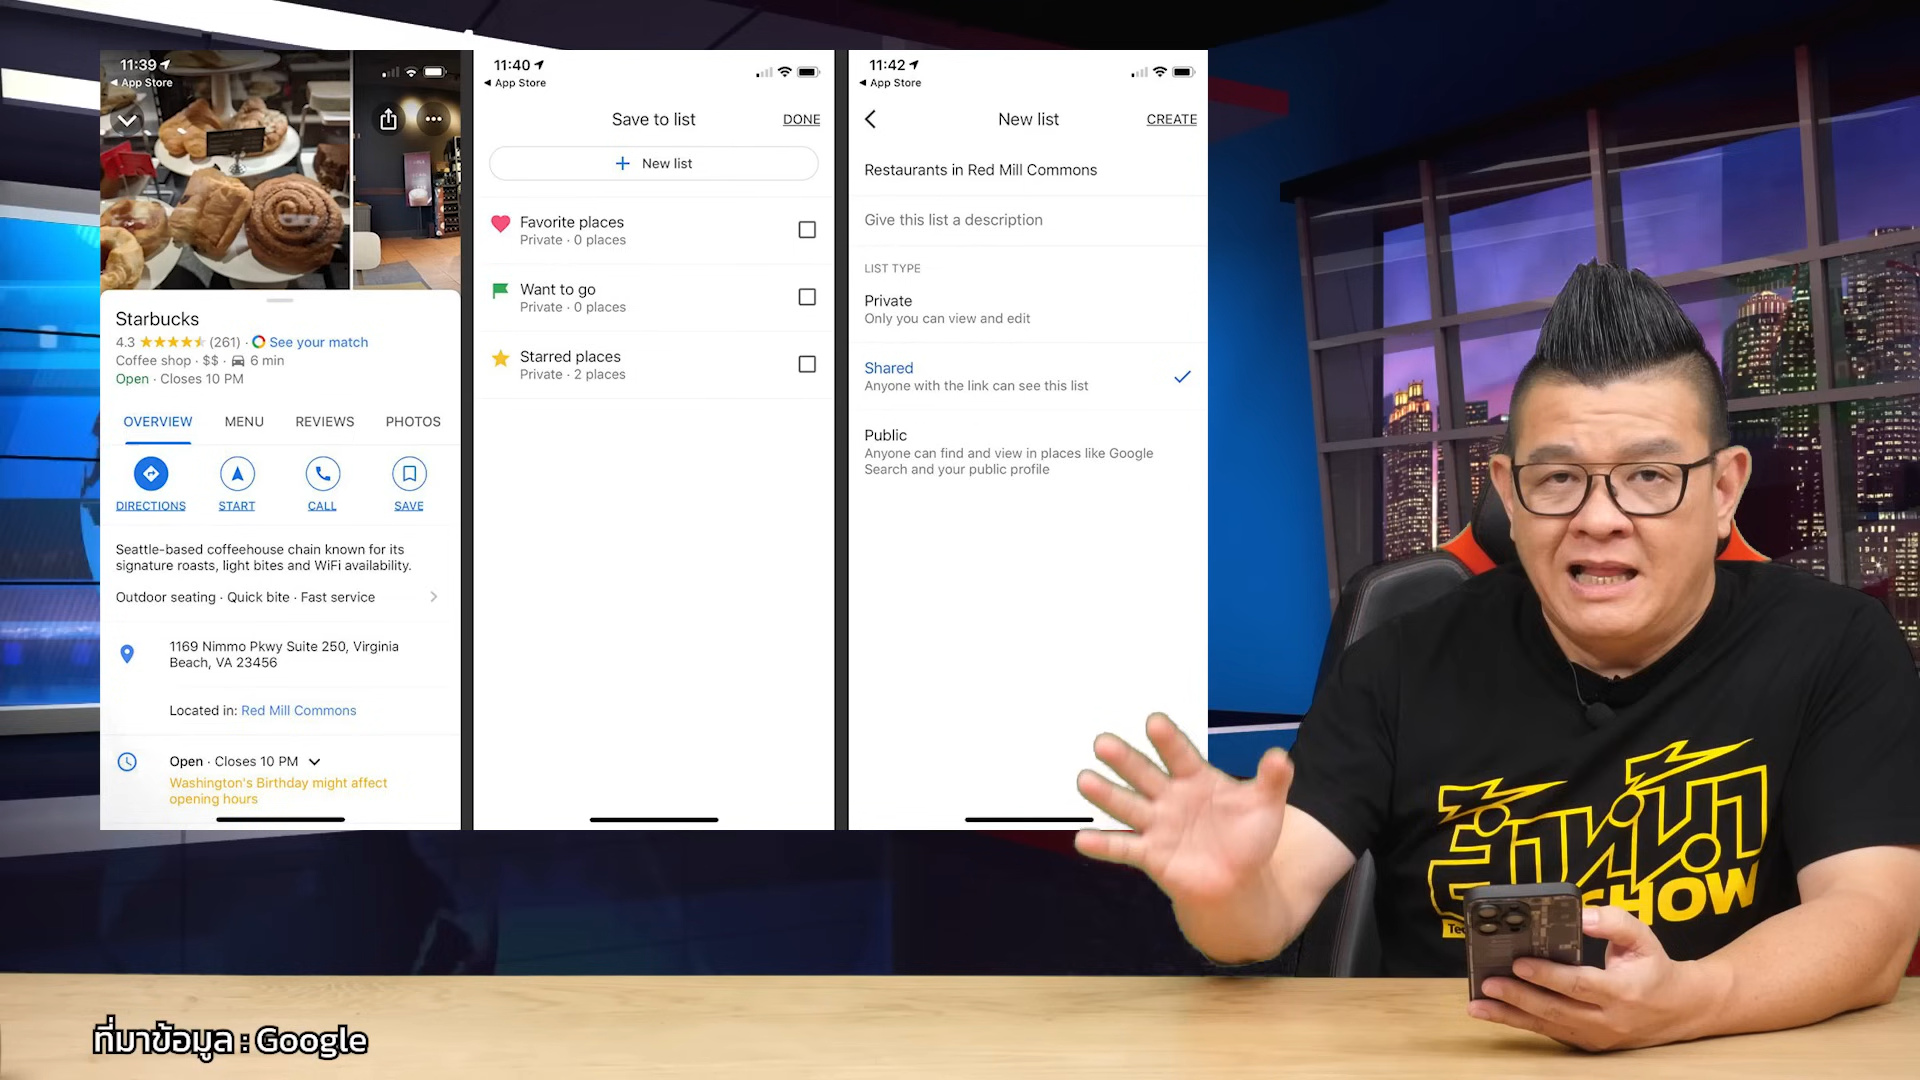 11:39
App Store
Starbucks
4.3 (261) · See your match
Coffee shop · $$ · 6 min
Open · Closes 10 PM
OVERVIEW MENU REVIEWS PHOTOS
DIRECTIONS START CALL SAVE
Seattle-based coffeehouse chain known for its
signature roasts, light bites and WiFi availability.
Outdoor seating · Quick bite · Fast service
1169 Nimmo Pkwy Suite 250, Virginia
Beach, VA 23456
Located in: Red Mill Commons
Open · Closes 10 PM
Washington's Birthday might affect
opening hours
11:40
App Store
Save to list DONE
+ New list
Favorite places
Private · 0 places
Want to go
Private · 0 places
Starred places
Private · 2 places
11:42
App Store
New list CREATE
Restaurants in Red Mill Commons
Give this list a description
LIST TYPE
Private
Only you can view and edit
Shared
Anyone with the link can see this list
Public
Anyone can find and view in places like Google
Search and your public profile
ล้ำหน้า
SHOW
ที่มาข้อมูล : Google